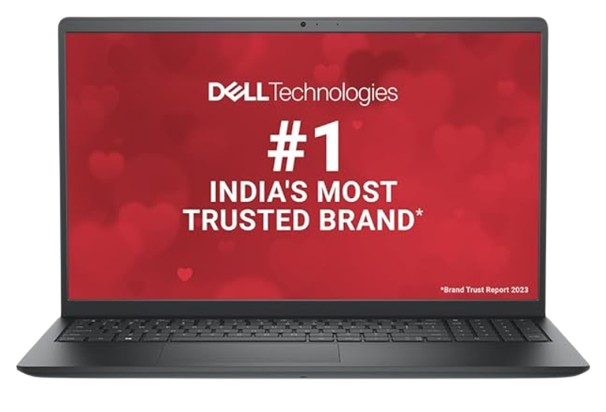 DELLTechnologies
#1
INDIA'S MOST
TRUSTED BRAND*
*Brand Trust Report 2023